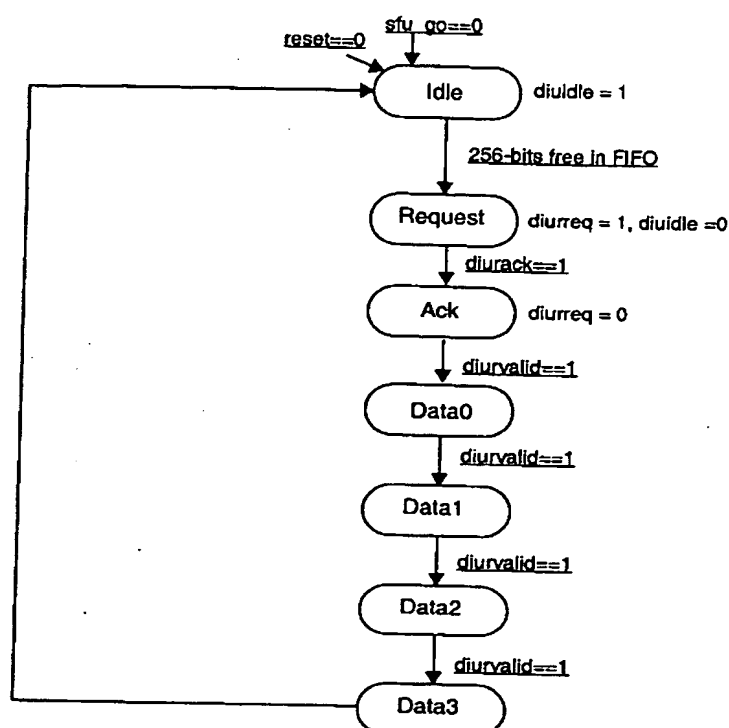 sfu_go==0
reset==0
Idle
diuidle = 1
256-bits free in FIFO
Request
diurreq = 1, diuidle =0
diurack==1
Ack
diurreq = 0
diurvalid==1
Data0
diurvalid==1
Data1
diurvalid==1
Data2
diurvalid==1
Data3